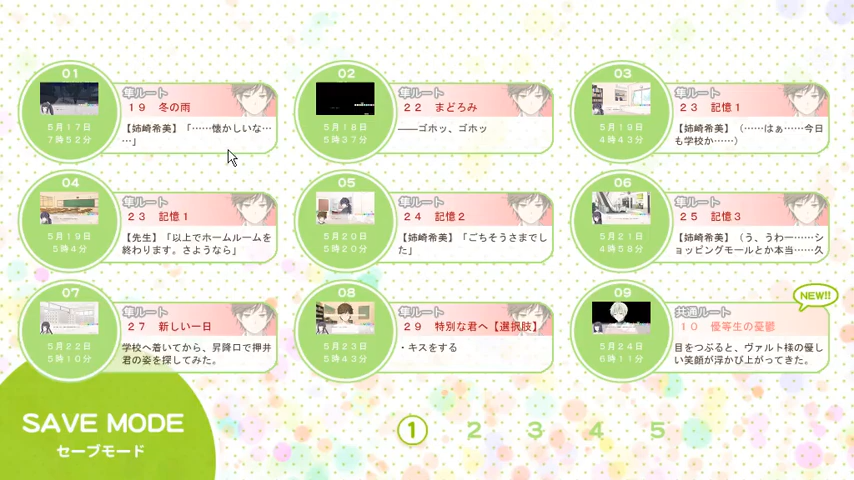 01
隼ルート
19 冬の雨
5月17日
7時52分
【姉崎希美】「……懐かしいな…
…」
02
隼ルート
22 まどろみ
5月18日
5時37分
――ゴホッ、ゴホッ
03
隼ルート
23 記憶1
5月19日
4時43分
【姉崎希美】（……はぁ……今日
も学校か……）
04
隼ルート
23 記憶1
5月19日
5時4分
【先生】「以上でホームルームを
終わります。さようなら」
05
隼ルート
24 記憶2
5月20日
5時20分
【姉崎希美】「ごちそうさまでし
た」
06
隼ルート
25 記憶3
5月21日
4時58分
【姉崎希美】（う、うわー……シ
ョッピングモールとか本当……久
07
隼ルート
27 新しい一日
5月22日
5時10分
学校へ着いてから、昇降口で押井
君の姿を探してみた。
08
隼ルート
29 特別な君へ【選択肢】
5月23日
5時43分
・キスをする
NEW!!
09
共通ルート
10 優等生の憂鬱
5月24日
6時11分
目をつぶると、ヴァルト様の優し
い笑顔が浮かび上がってきた。
SAVE MODE
セーブモード
1 2 3 4 5